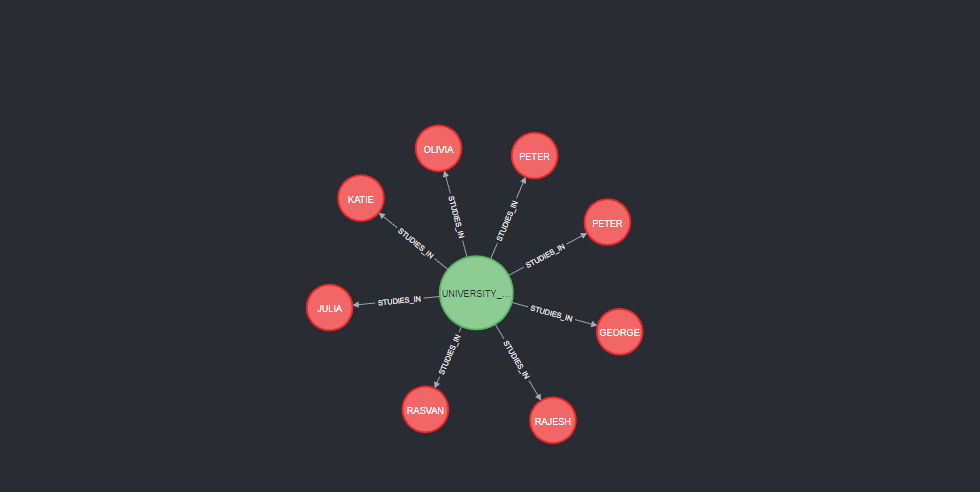 OLIVIA
PETER
KATIE
STUDIES_IN
STUDIES_IN
PETER
STUDIES_IN
STUDIES_IN
UNIVERSITY_...
JULIA
STUDIES_IN
STUDIES_IN
GEORGE
STUDIES_IN
STUDIES_IN
RASVAN
RAJESH